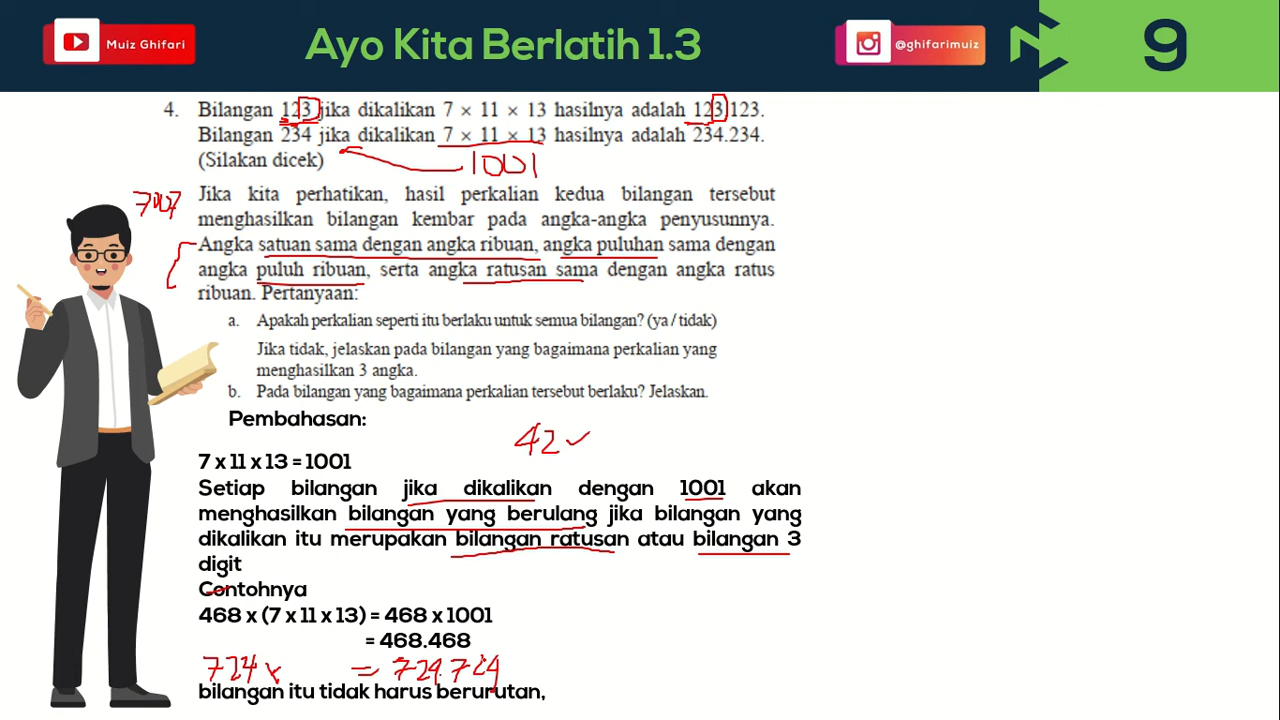 Muiz Ghifari
Ayo Kita Berlatih 1.3
@ghifarimuiz
9
4. Bilangan 123 jika dikalikan 7 × 11 × 13 hasilnya adalah 123.123.
Bilangan 234 jika dikalikan 7 × 11 × 13 hasilnya adalah 234.234.
(Silakan dicek)
1001
7007
Jika kita perhatikan, hasil perkalian kedua bilangan tersebut
menghasilkan bilangan kembar pada angka-angka penyusunnya.
Angka satuan sama dengan angka ribuan, angka puluhan sama dengan
angka puluh ribuan, serta angka ratusan sama dengan angka ratus
ribuan. Pertanyaan:
a. Apakah perkalian seperti itu berlaku untuk semua bilangan? (ya / tidak)
Jika tidak, jelaskan pada bilangan yang bagaimana perkalian yang
menghasilkan 3 angka.
b. Pada bilangan yang bagaimana perkalian tersebut berlaku? Jelaskan.
Pembahasan:
42
7 x 11 x 13 = 1001
Setiap bilangan jika dikalikan dengan 1001 akan
menghasilkan bilangan yang berulang jika bilangan yang
dikalikan itu merupakan bilangan ratusan atau bilangan 3
digit
Contohnya
468 x (7 x 11 x 13) = 468 x 1001
= 468.468
724 x = 724.724
bilangan itu tidak harus berurutan,